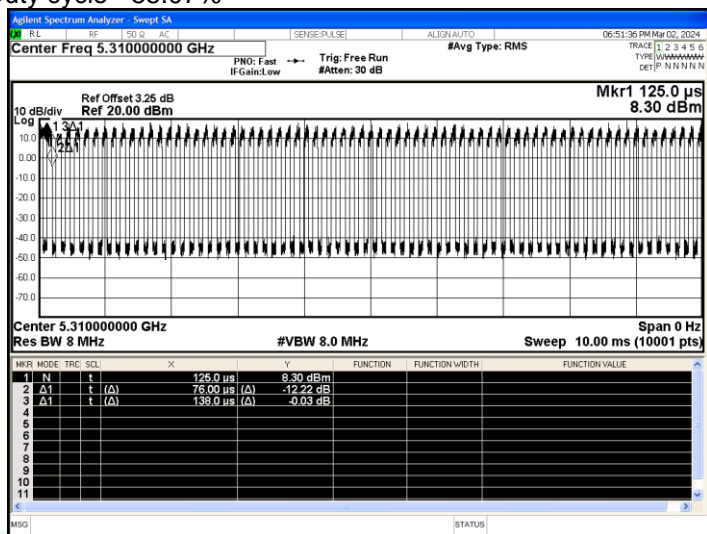 Agilent Spectrum Analyzer - Swept SA
RL RF 50 Ω AC SENSE:PULSE ALIGN AUTO 06:51:36 PM Mar 02, 2024
Center Freq 5.310000000 GHz #Avg Type: RMS TRACE 1 2 3 4 5 6
PNO: Fast Trig: Free Run TYPE
IFGain:Low #Atten: 30 dB DET P N N N N N
Mkr1 125.0 µs
Ref Offset 3.25 dB
10 dB/div Ref 20.00 dBm 8.30 dBm
Log
1 3Δ1
10.0
2Δ1
0.00
-10.0
-20.0
-30.0
-40.0
-50.0
-60.0
-70.0
Center 5.310000000 GHz Span 0 Hz
Res BW 8 MHz #VBW 8.0 MHz Sweep 10.00 ms (10001 pts)
MKR MODE TRC SCL X Y FUNCTION FUNCTION WIDTH FUNCTION VALUE
1 N t 125.0 µs 8.30 dBm
2 Δ1 t (Δ) 76.00 µs (Δ) -12.22 dB
3 Δ1 t (Δ) 138.0 µs (Δ) -0.03 dB
4
5
6
7
8
9
10
11
MSG STATUS